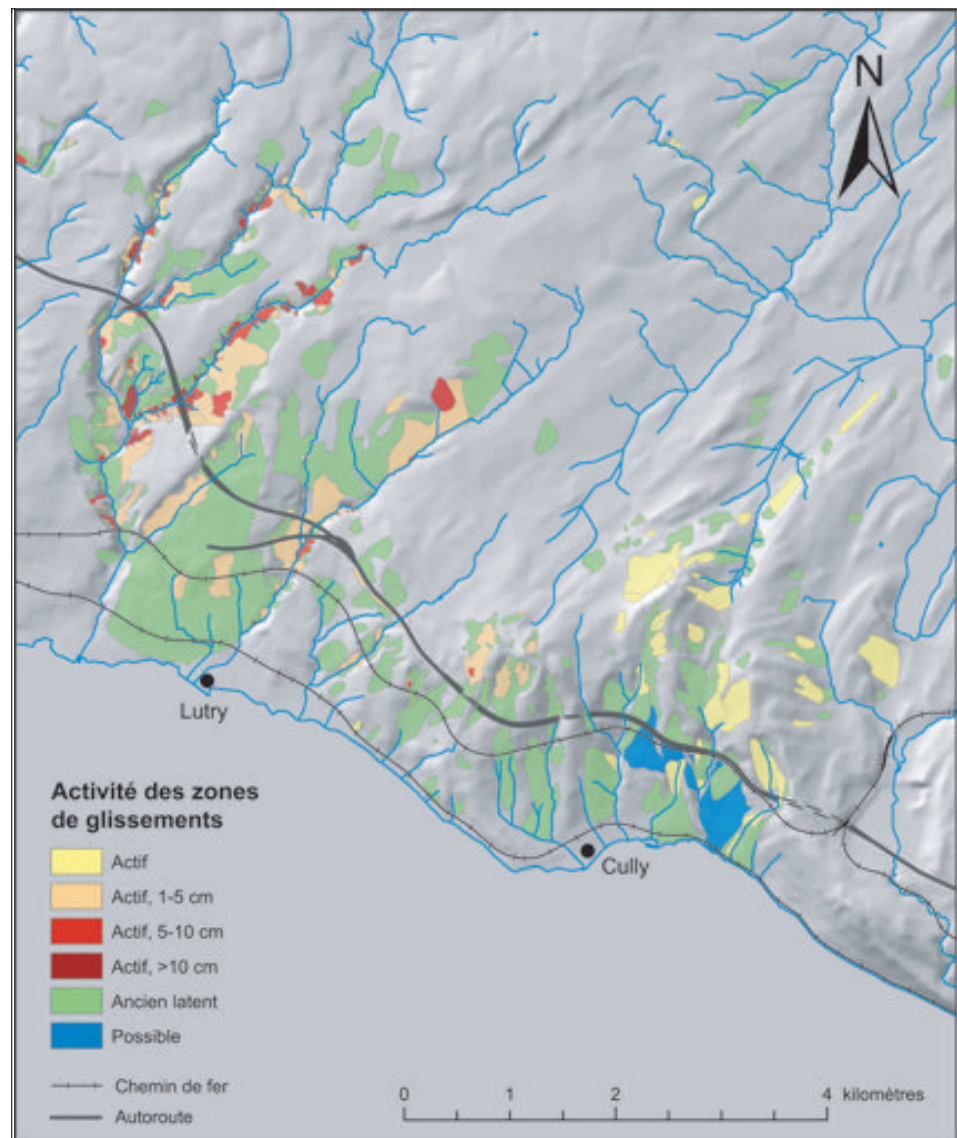 N
Lutry
Cully
Activité des zones
de glissements
Actif
Actif, 1-5 cm
Actif, 5-10 cm
Actif, >10 cm
Ancien latent
Possible
Chemin de fer
Autoroute
0 1 2 4 kilomètres